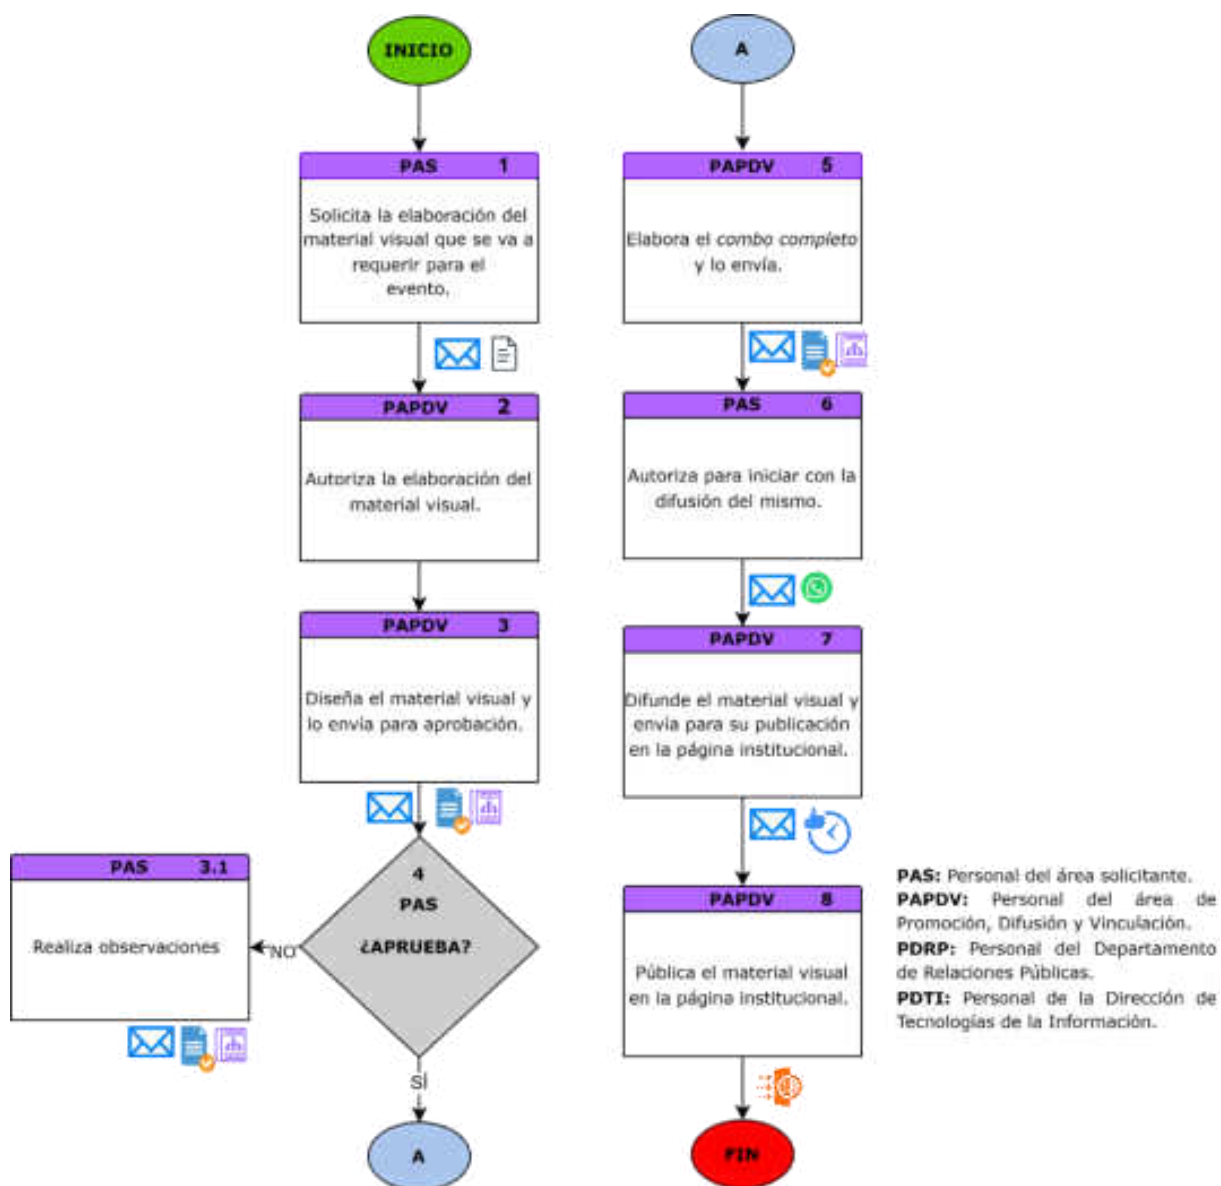 INICIO
PAS 1
Solicita la elaboración del
material visual que se va a
requerir para el
evento.
PAPDV 2
Autoriza la elaboración del
material visual.
PAPDV 3
Diseña el material visual y
lo envía para aprobación.
4
PAS
¿APRUEBA?
NO
PAS 3.1
Realiza observaciones
SÍ
A
A
PAPDV 5
Elabora el combo completo
y lo envía.
PAS 6
Autoriza para iniciar con la
difusión del mismo.
PAPDV 7
Difunde el material visual y
envía para su publicación
en la página institucional.
PAPDV 8
Pública el material visual
en la página institucional.
FIN
PAS: Personal del área solicitante.
PAPDV: Personal del área de
Promoción, Difusión y Vinculación.
PDRP: Personal del Departamento
de Relaciones Públicas.
PDTI: Personal de la Dirección de
Tecnologías de la Información.